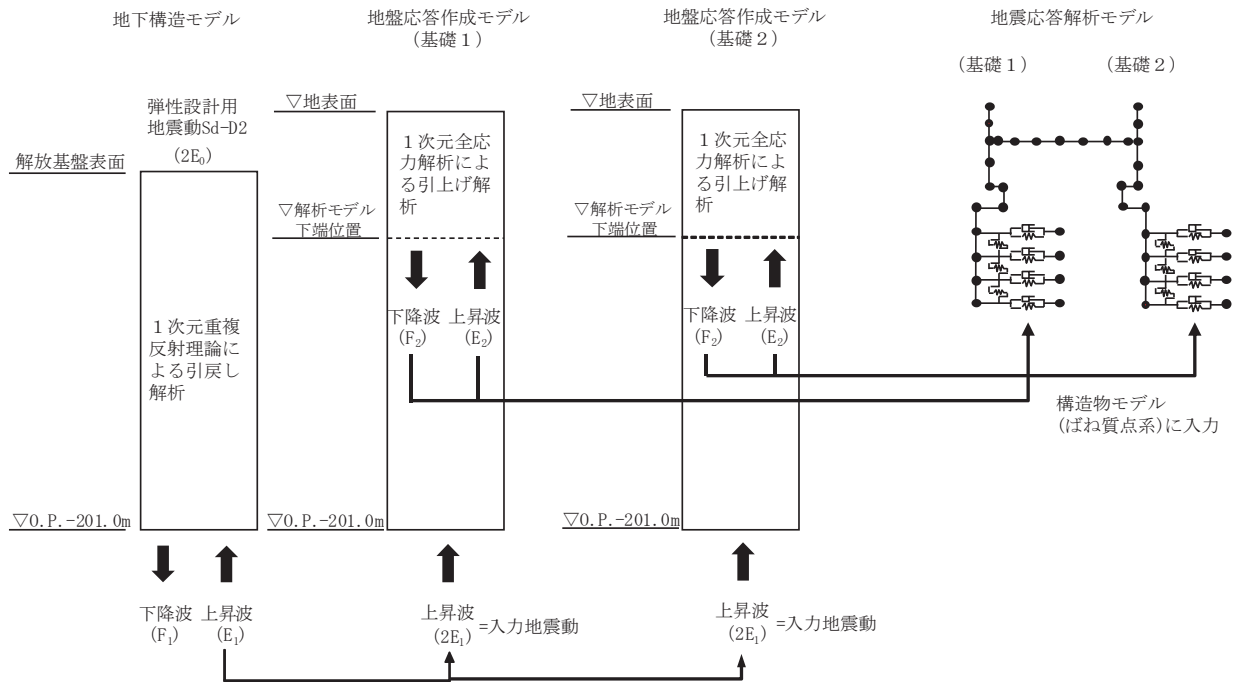 地下構造モデル
地盤応答作成モデル
(基礎１)
地盤応答作成モデル
(基礎２)
地震応答解析モデル
(基礎１)
(基礎２)
弾性設計用
地震動Sd-D2
(2E₀)
解放基盤表面
1次元重複
反射理論に
よる引戻し
解析
▽O.P.-201.0m
下降波
(F₁)
上昇波
(E₁)
▽地表面
１次元全応
力解析によ
る引上げ解
析
▽解析モデル
下端位置
下降波
(F₂)
上昇波
(E₂)
▽O.P.-201.0m
上昇波
(2E₁)
=入力地震動
▽地表面
１次元全応
力解析によ
る引上げ解
析
▽解析モデル
下端位置
下降波
(F₂)
上昇波
(E₂)
▽O.P.-201.0m
上昇波
(2E₁)
=入力地震動
構造物モデル
(ばね質点系)に入力